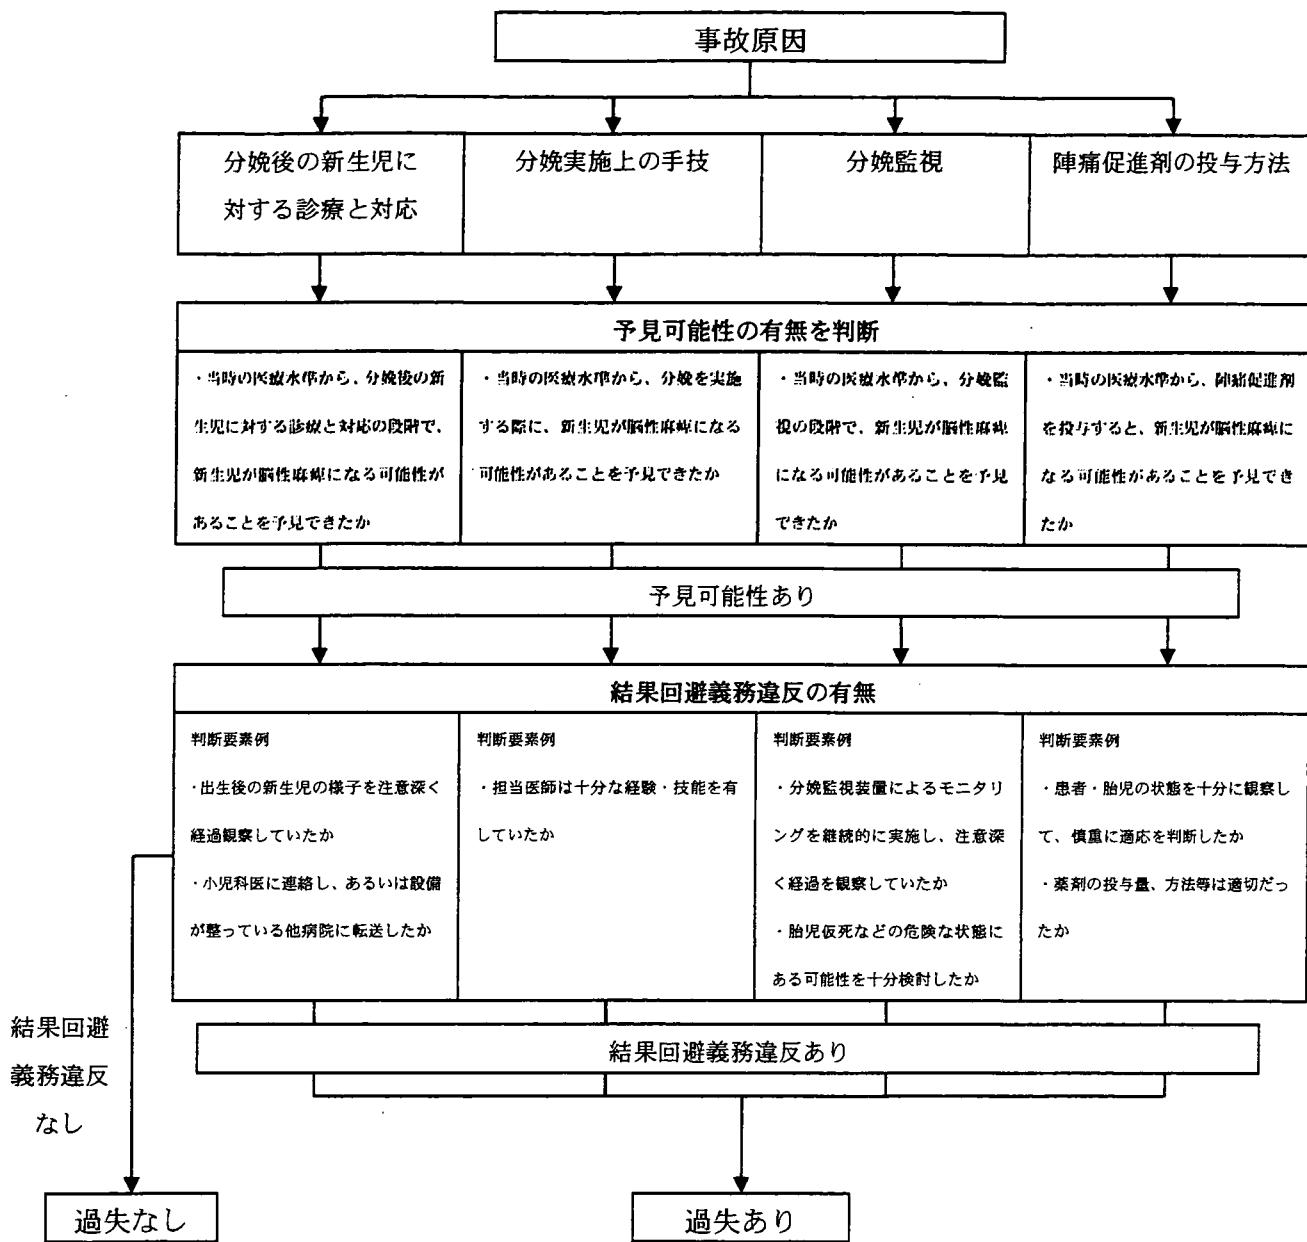 事故原因
分娩後の新生児に
対する診療と対応
分娩実施上の手技
分娩監視
陣痛促進剤の投与方法
予見可能性の有無を判断
・当時の医療水準から、分娩後の新
生児に対する診療と対応の段階で、
新生児が脳性麻痺になる可能性が
あることを予見できたか
・当時の医療水準から、分娩を実施
する際に、新生児が脳性麻痺になる
可能性があることを予見できたか
・当時の医療水準から、分娩監
視の段階で、新生児が脳性麻痺
になる可能性があることを予見
できたか
・当時の医療水準から、陣痛促進剤
を投与すると、新生児が脳性麻痺に
なる可能性があることを予見でき
たか
予見可能性あり
結果回避義務違反の有無
判断要素例
・出生後の新生児の様子を注意深く
経過観察していたか
・小児科医に連絡し、あるいは設備
が整っている他病院に転送したか
判断要素例
・担当医師は十分な経験・技能を有
していたか
判断要素例
・分娩監視装置によるモニタリ
ングを継続的に実施し、注意深
く経過を観察していたか
・胎児仮死などの危険な状態に
ある可能性を十分検討したか
判断要素例
・患者・胎児の状態を十分に観察し
て、慎重に適応を判断したか
・薬剤の投与量、方法等は適切だっ
たか
結果回避
義務違反
なし
結果回避義務違反あり
過失なし
過失あり